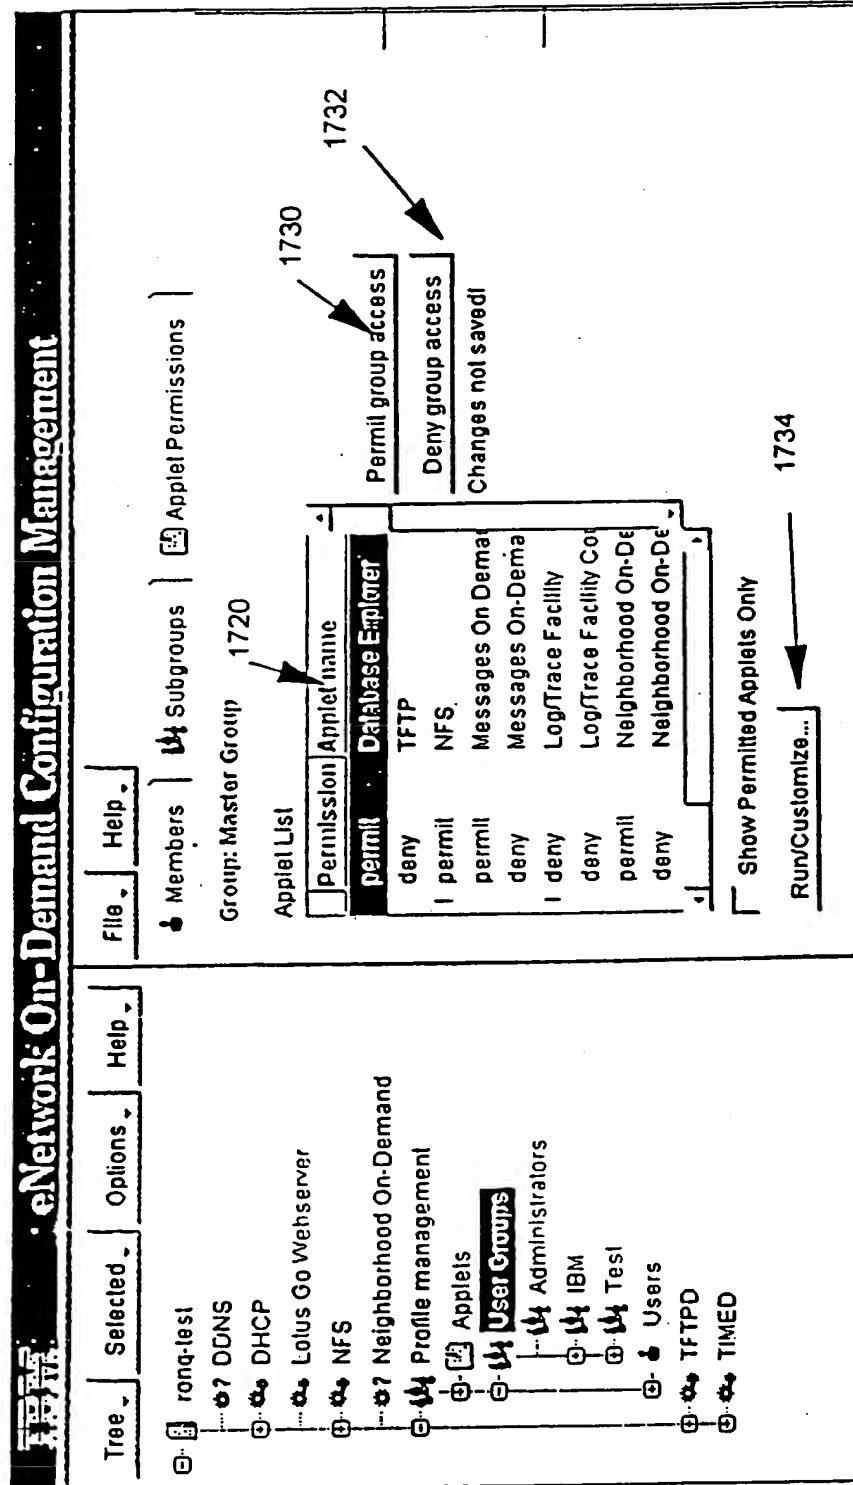 IBM eNetwork On-Demand Configuration Management
Tree Selected Options Help
ronq-test
? DDNS
DHCP
Lotus Go Webserver
NFS
? Neighborhood On-Demand
Profile management
Applets
User Groups
Administrators
IBM
Test
Users
TFTPD
TIMED
File Help
Members Subgroups Applet Permissions
Group: Master Group
1720
Applet List
Permission Applet name
permit Database Explorer
deny TFTP
permit NFS
permit Messages On Demar
deny Messages On-Dema
deny Log/Trace Facility
deny Log/Trace Facility Co
permit Neighborhood On-De
deny Neighborhood On-De
1730
Permit group access
1732
Deny group access
Changes not saved!
Show Permitted Applets Only
Run/Customize...
1734